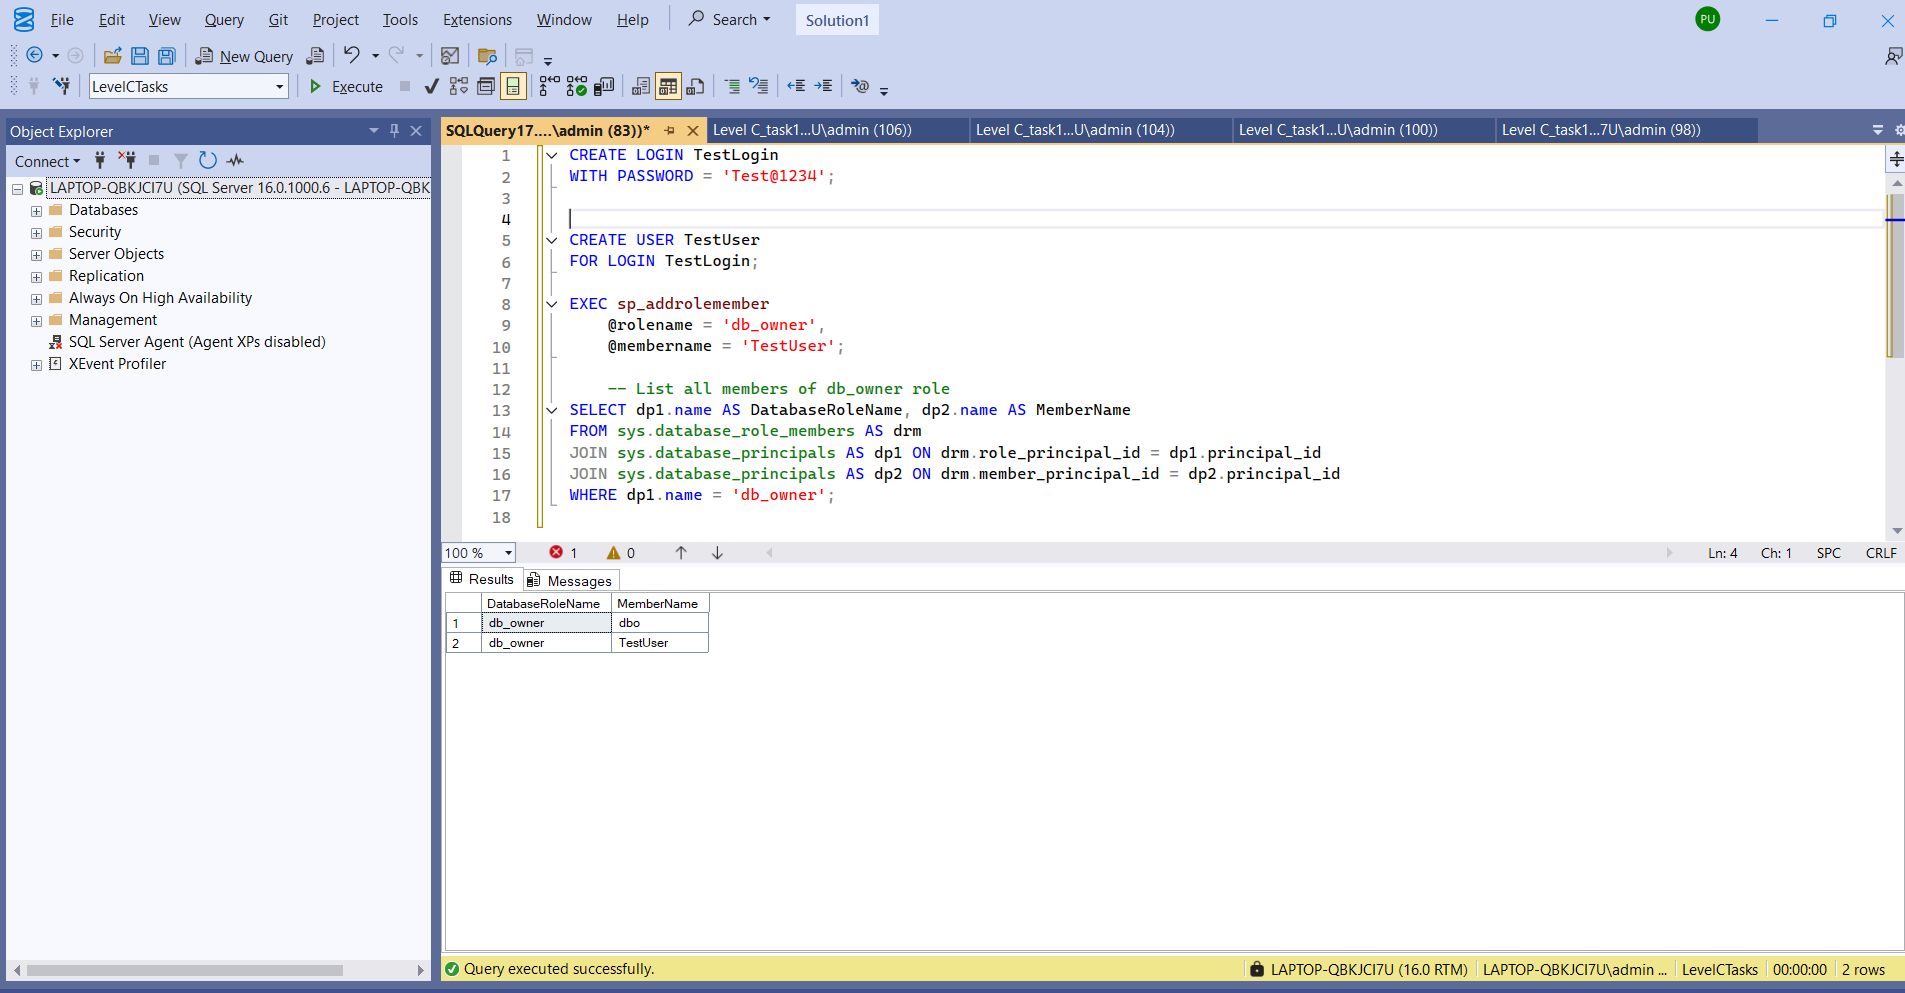 File Edit View Query Git Project Tools Extensions Window Help Search Solution1 PU
New Query
LevelCTasks Execute
Object Explorer
Connect
LAPTOP-QBKJCI7U (SQL Server 16.0.1000.6 - LAPTOP-QBK
Databases
Security
Server Objects
Replication
Always On High Availability
Management
SQL Server Agent (Agent XPs disabled)
XEvent Profiler
SQLQuery17....\admin (83))* Level C_task1...U\admin (106)) Level C_task1...U\admin (104)) Level C_task1...U\admin (100)) Level C_task1...7U\admin (98))
1 CREATE LOGIN TestLogin
2 WITH PASSWORD = 'Test@1234';
3
4
5 CREATE USER TestUser
6 FOR LOGIN TestLogin;
7
8 EXEC sp_addrolemember
9 @rolename = 'db_owner',
10 @membername = 'TestUser';
11
12 -- List all members of db_owner role
13 SELECT dp1.name AS DatabaseRoleName, dp2.name AS MemberName
14 FROM sys.database_role_members AS drm
15 JOIN sys.database_principals AS dp1 ON drm.role_principal_id = dp1.principal_id
16 JOIN sys.database_principals AS dp2 ON drm.member_principal_id = dp2.principal_id
17 WHERE dp1.name = 'db_owner';
18
100 % 1 0 Ln: 4 Ch: 1 SPC CRLF
Results Messages
DatabaseRoleName MemberName
1 db_owner dbo
2 db_owner TestUser
Query executed successfully. LAPTOP-QBKJCI7U (16.0 RTM) LAPTOP-QBKJCI7U\admin ... LevelCTasks 00:00:00 2 rows